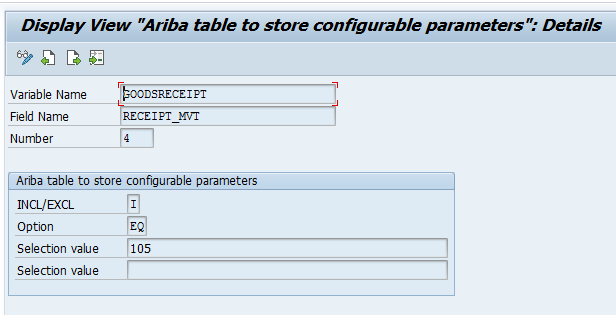 Display View "Ariba table to store configurable parameters": Details
Variable Name GOODSRECEIPT
Field Name RECEIPT_MVT
Number 4
Ariba table to store configurable parameters
INCL/EXCL I
Option EQ
Selection value 105
Selection value